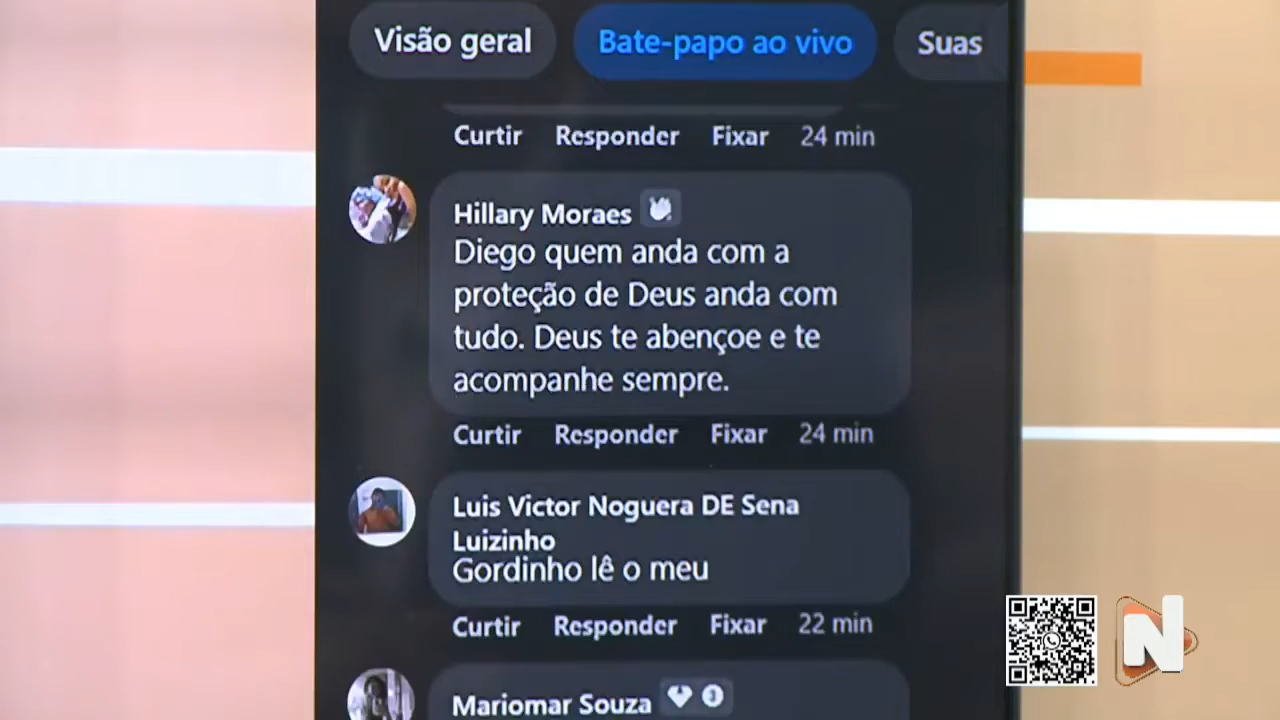 Visão geral
Bate-papo ao vivo
Suas
Curtir Responder Fixar 24 min
Hillary Moraes
Diego quem anda com a
proteção de Deus anda com
tudo. Deus te abençoe e te
acompanhe sempre.
Curtir Responder Fixar 24 min
Luis Victor Noguera DE Sena
Luizinho
Gordinho lê o meu
Curtir Responder Fixar 22 min
Mariomar Souza 3
N